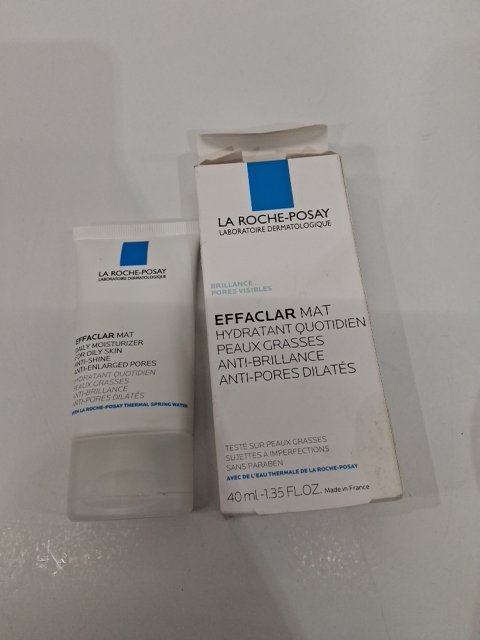 LA ROCHE-POSAY
LABORATOIRE DERMATOLOGIQUE
EFFACLAR MAT
DAILY MOISTURIZER
FOR OILY SKIN
ANTI-SHINE
ANTI-ENLARGED PORES
HYDRATANT QUOTIDIEN
PEAUX GRASSES
ANTI-BRILLANCE
ANTI-PORES DILATÉS
WITH LA ROCHE-POSAY THERMAL SPRING WATER
LA ROCHE-POSAY
LABORATOIRE DERMATOLOGIQUE
BRILLANCE
PORES VISIBLES
EFFACLAR MAT
HYDRATANT QUOTIDIEN
PEAUX GRASSES
ANTI-BRILLANCE
ANTI-PORES DILATÉS
TESTÉ SUR PEAUX GRASSES
SUJETTES À IMPERFECTIONS
SANS PARABEN
AVEC DE L'EAU THERMALE DE LA ROCHE-POSAY
40 ml - 1.35 FL.OZ. Made in France